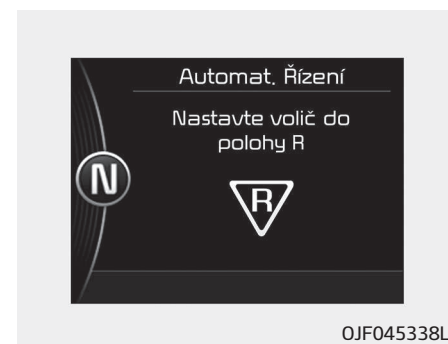 Automat. Řízení
Nastavte volič do
polohy R
N
R
OJF045338L